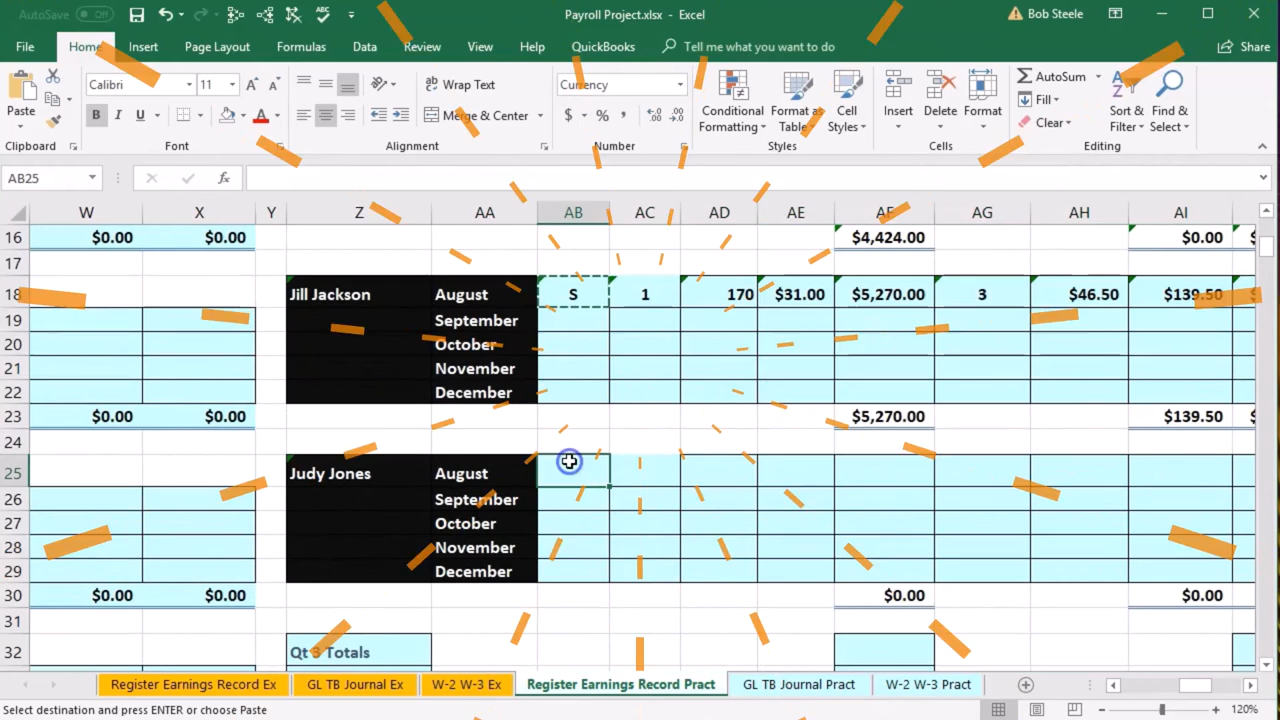 AutoSave Off Payroll Project.xlsx - Excel Bob Steele
File Home Insert Page Layout Formulas Data Review View Help QuickBooks Tell me what you want to do Share
Paste Calibri 11 Wrap Text Currency AutoSum
B I U Merge & Center $ % , Conditional Formatting Format as Table Cell Styles Insert Delete Format Fill Sort & Filter Find & Select
Clear
Clipboard Font Alignment Number Styles Cells Editing
AB25 fx
W X Y Z AA AB AC AD AE AF AG AH AI
16 $0.00 $0.00 $4,424.00 $0.00
17
18 Jill Jackson August S 1 170 $31.00 $5,270.00 3 $46.50 $139.50
19 September
20 October
21 November
22 December
23 $0.00 $0.00 $5,270.00 $139.50
24
25 Judy Jones August
26 September
27 October
28 November
29 December
30 $0.00 $0.00 $0.00 $0.00
31
32 Qt 3 Totals
Register Earnings Record Ex GL TB Journal Ex W-2 W-3 Ex Register Earnings Record Pract GL TB Journal Pract W-2 W-3 Pract
Select destination and press ENTER or choose Paste 120%